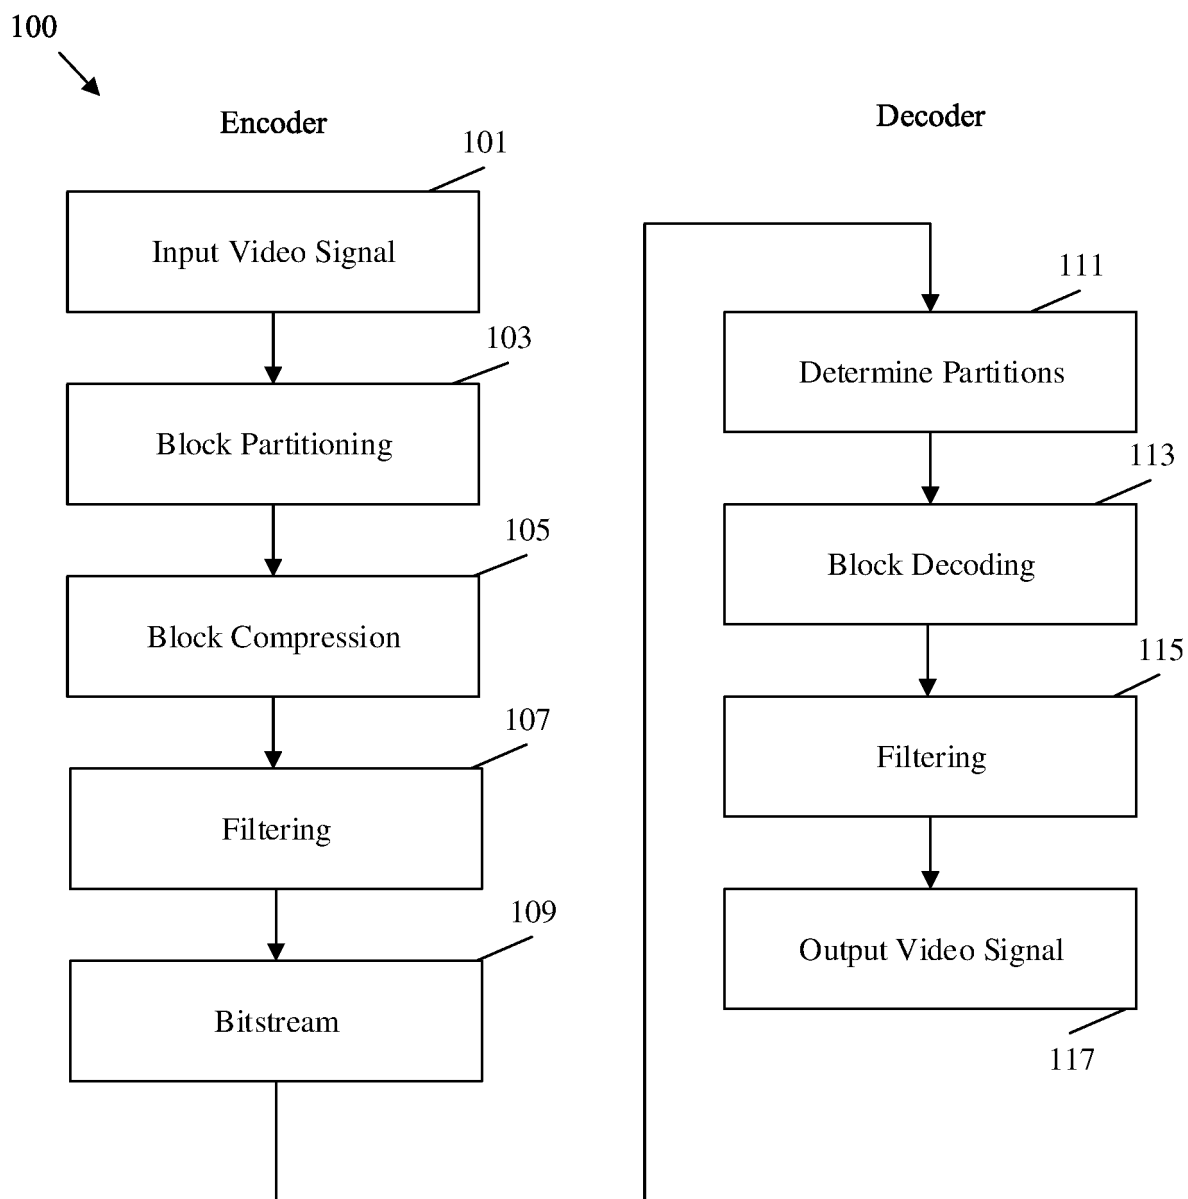 100
Encoder
101
Input Video Signal
103
Block Partitioning
105
Block Compression
107
Filtering
109
Bitstream
Decoder
111
Determine Partitions
113
Block Decoding
115
Filtering
Output Video Signal
117